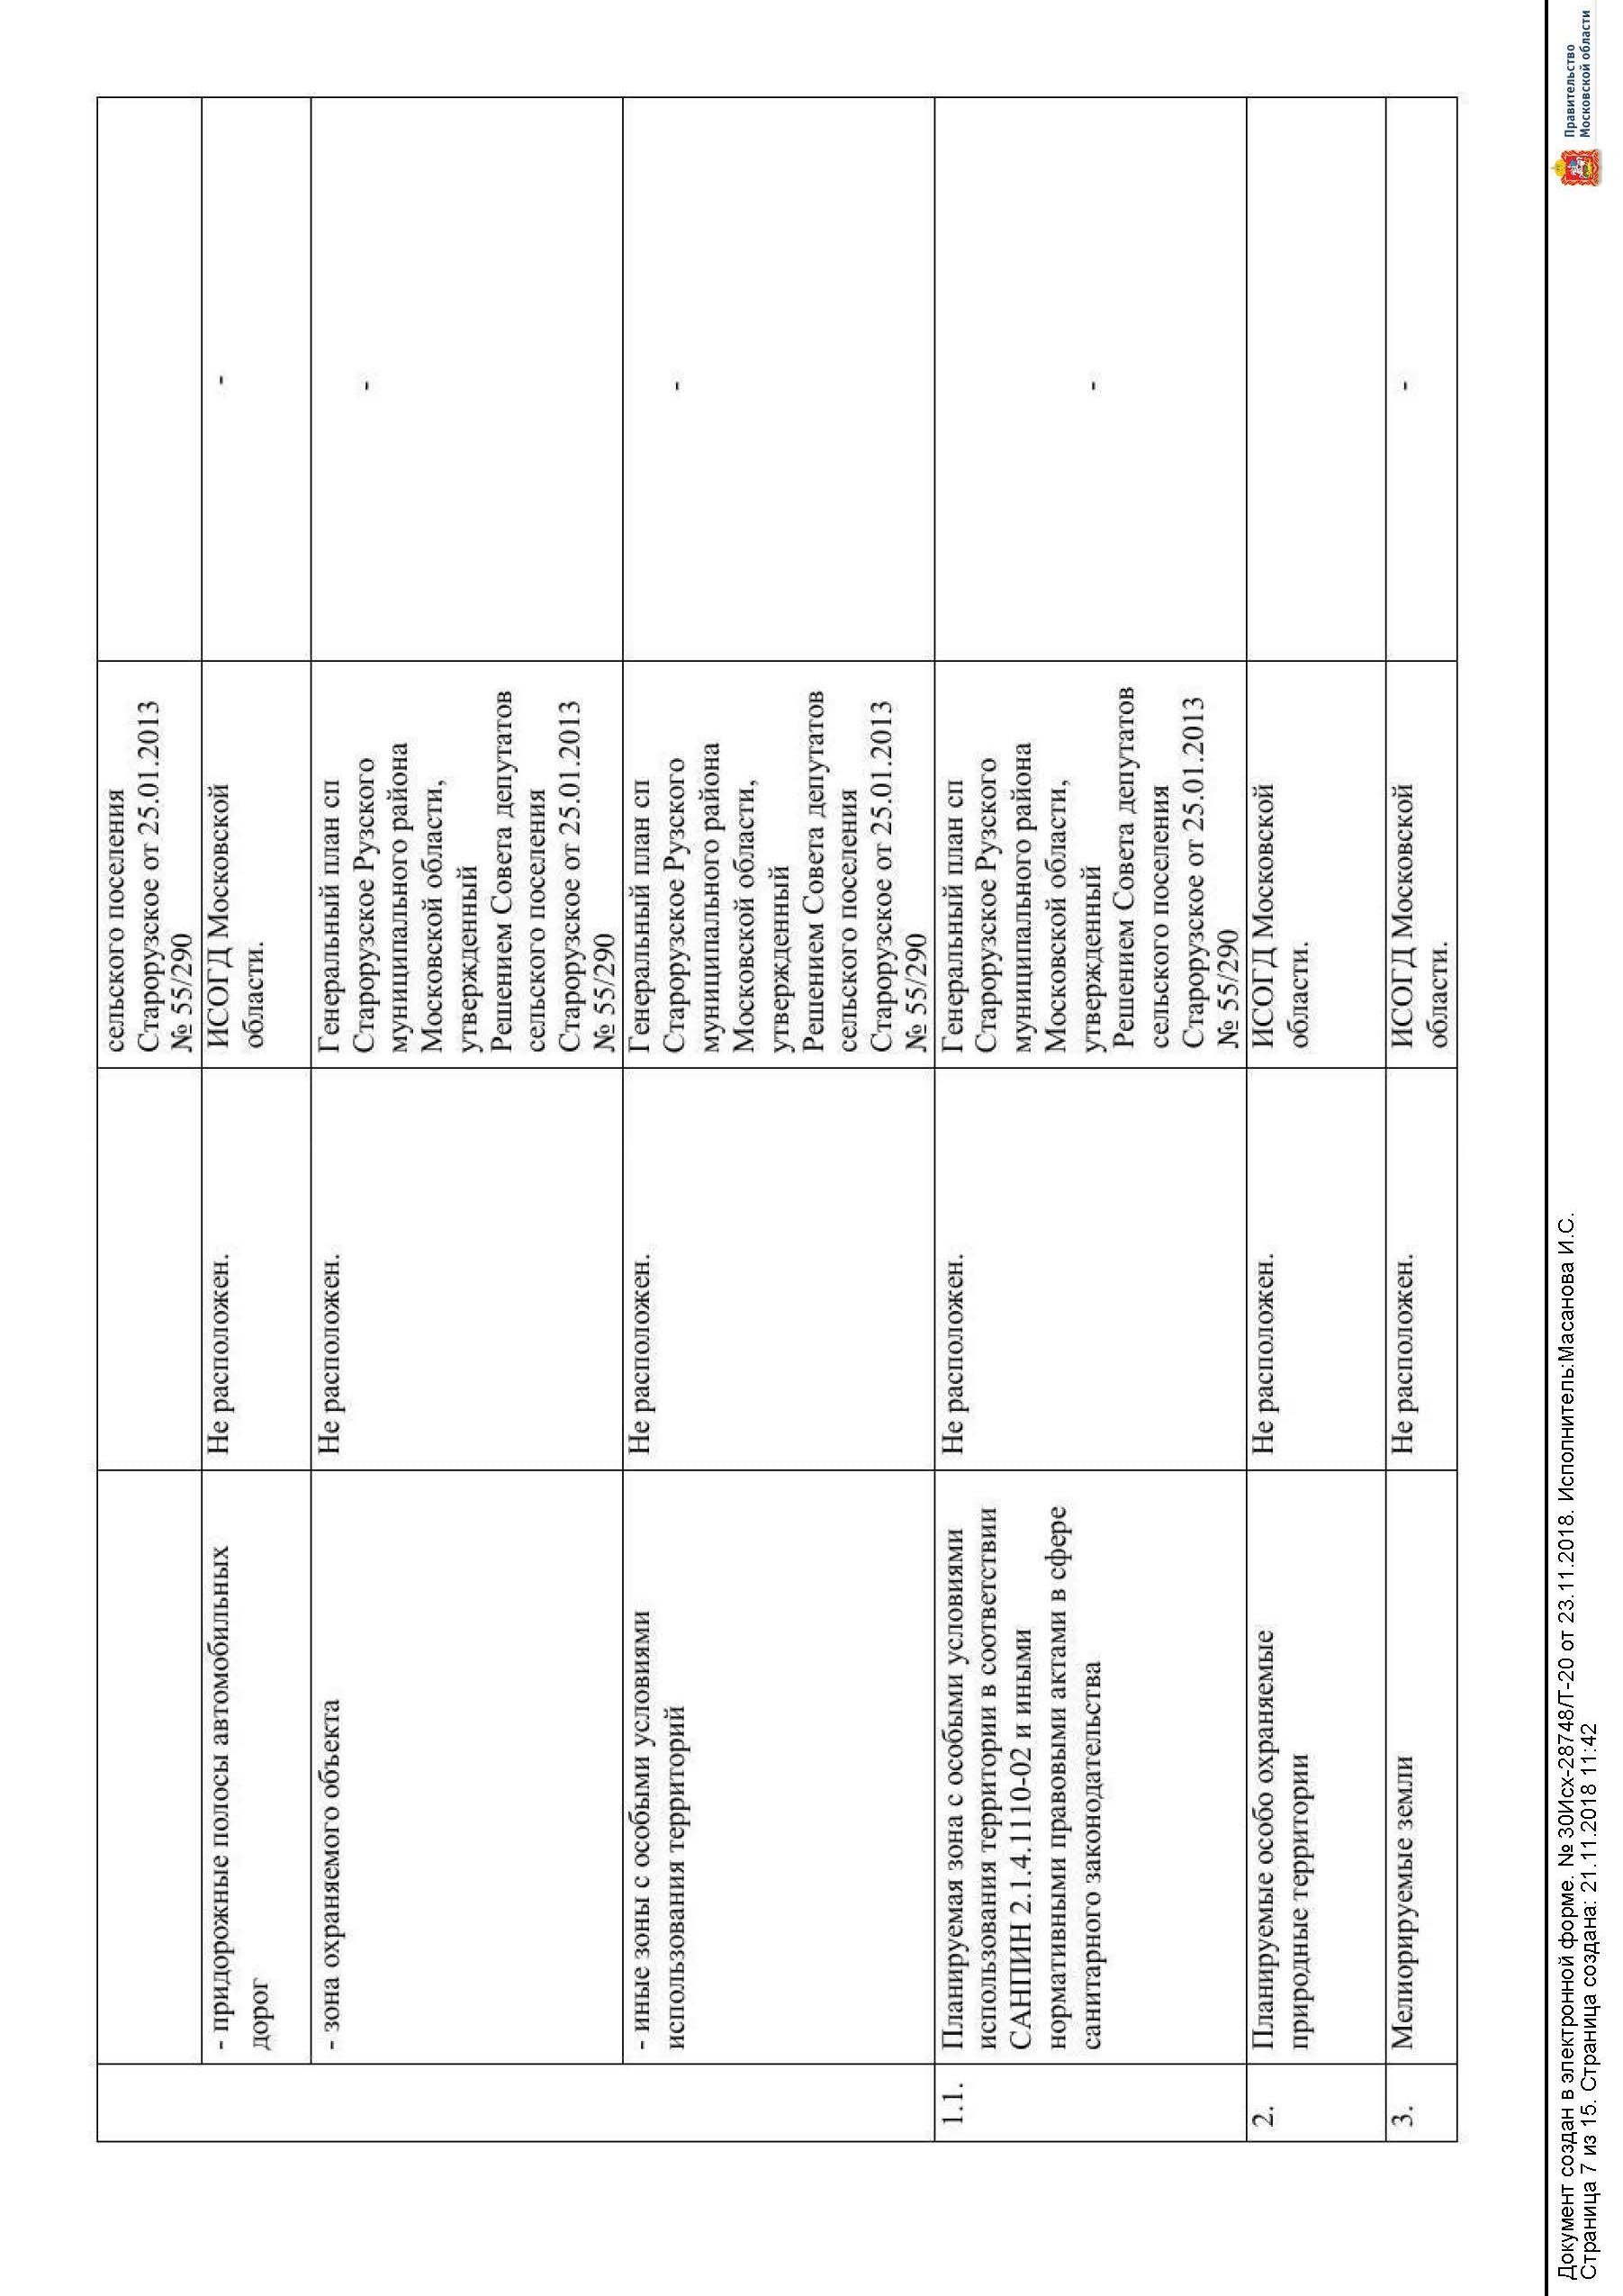 сельского поселения
Старорузское от 25.01.2013
№ 55/290
- придорожные полосы автомобильных
дорог
Не расположен.
ИСОГД Московской
области.
-
- зона охраняемого объекта
Не расположен.
Генеральный план сп
Старорузское Рузского
муниципального района
Московской области,
утвержденный
Решением Совета депутатов
сельского поселения
Старорузское от 25.01.2013
№ 55/290
-
- иные зоны с особыми условиями
использования территорий
Не расположен.
Генеральный план сп
Старорузское Рузского
муниципального района
Московской области,
утвержденный
Решением Совета депутатов
сельского поселения
Старорузское от 25.01.2013
№ 55/290
-
1.1.
Планируемая зона с особыми условиями
использования территории в соответствии
САНПИН 2.1.4.1110-02 и иными
нормативными правовыми актами в сфере
санитарного законодательства
Не расположен.
Генеральный план сп
Старорузское Рузского
муниципального района
Московской области,
утвержденный
Решением Совета депутатов
сельского поселения
Старорузское от 25.01.2013
№ 55/290
-
2.
Планируемые особо охраняемые
природные территории
Не расположен.
ИСОГД Московской
области.
3.
Мелиорируемые земли
Не расположен.
ИСОГД Московской
области.
-
Документ создан в электронной форме. № 30Исх-28748/Т-20 от 23.11.2018. Исполнитель:Масанова И.С.
Страница 7 из 15. Страница создана: 21.11.2018 11:42
Правительство
Московской области